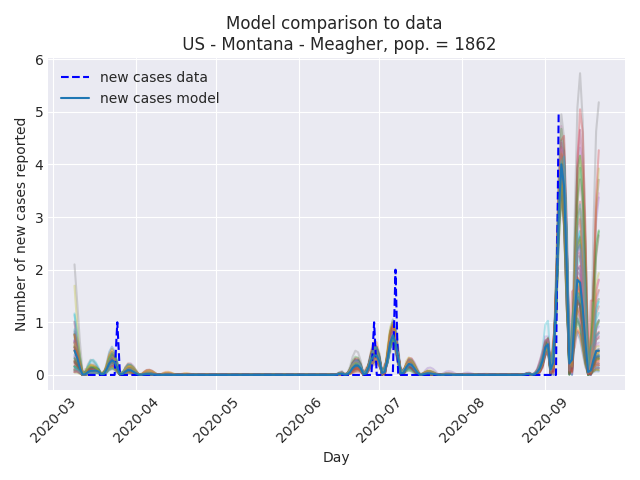 Model comparison to data
US - Montana - Meagher, pop. = 1862
new cases data
new cases model
Number of new cases reported
6
5
4
3
2
1
0
2020-03
2020-04
2020-05
2020-06
2020-07
2020-08
2020-09
Day